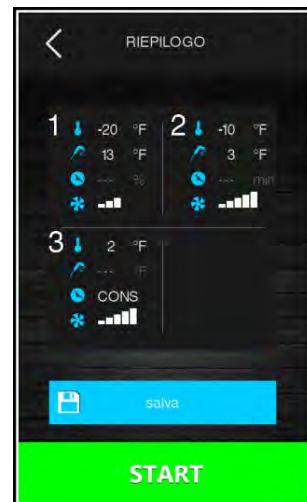 RIEPILOGO
1 -20 °F
13 °F
--- %
2 -10 °F
3 °F
--- min
3 2 °F
--- °F
CONS
salva
START